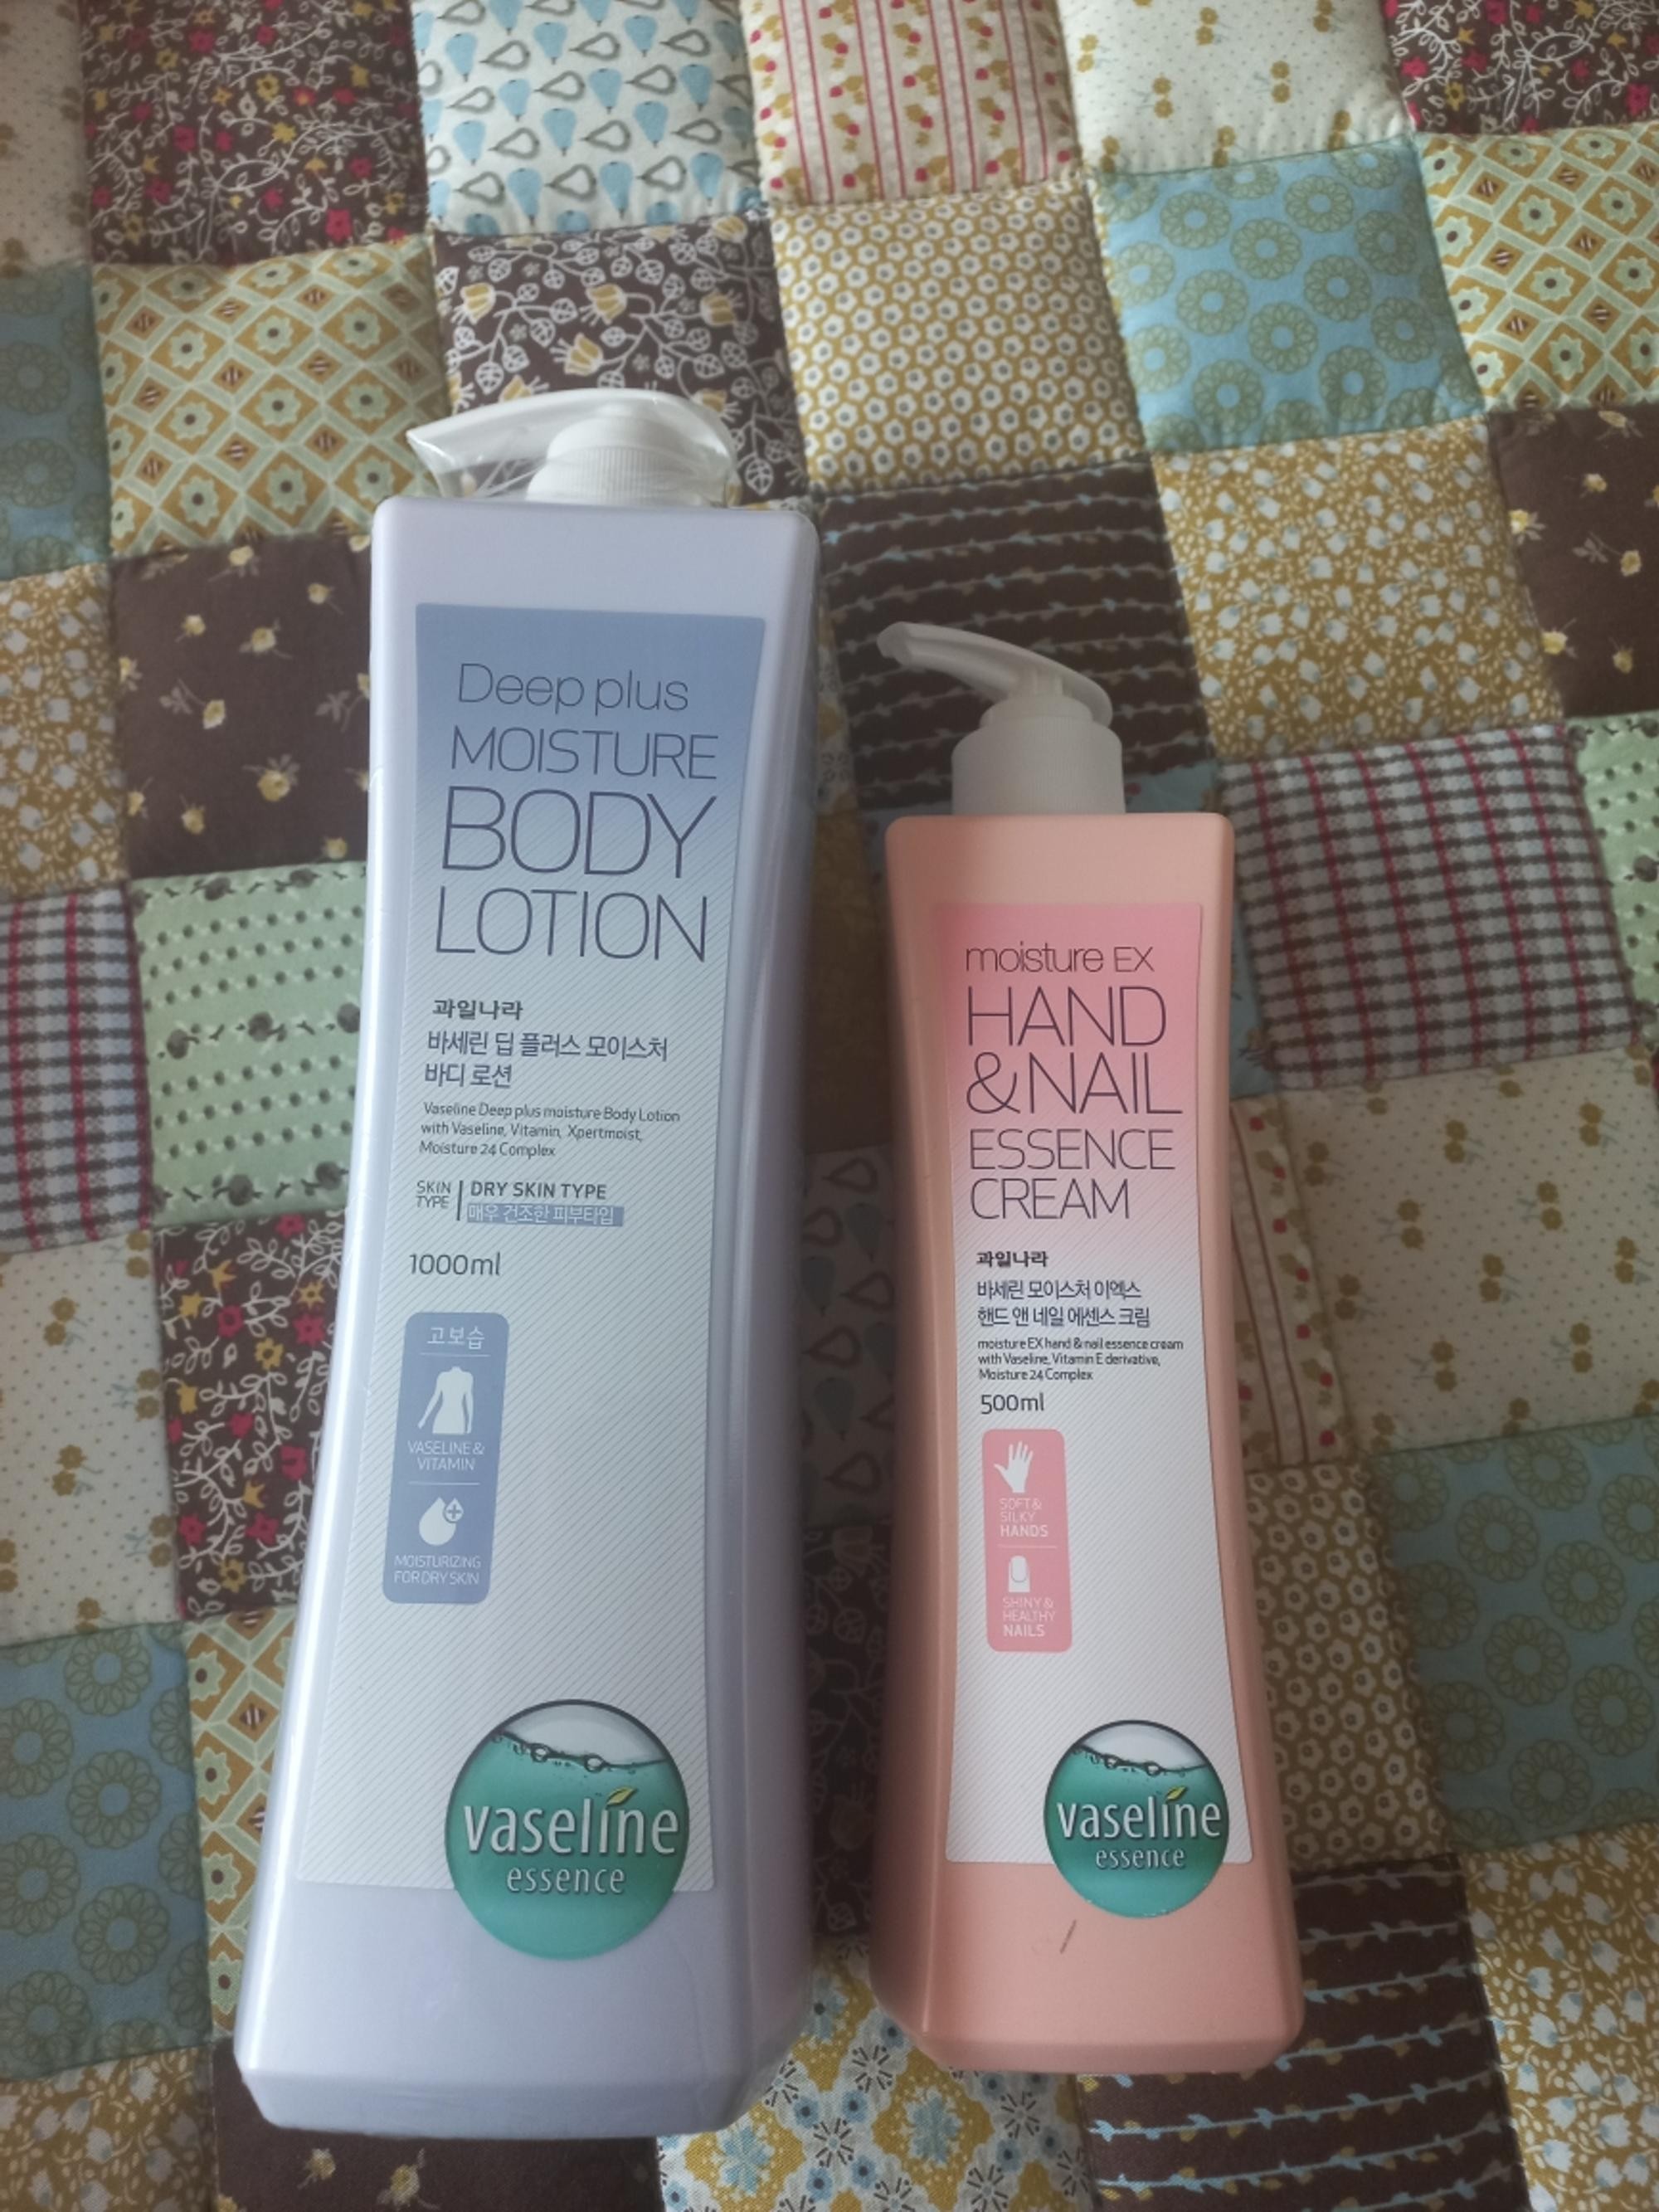 Deep plus
MOISTURE
BODY
LOTION
과일나라
바세린 딥 플러스 모이스처
바디 로션
Vaseline Deep plus moisture Body Lotion
with Vaseline, Vitamin, Xpertmoist,
Moisture 24 Complex
SKIN
TYPE
DRY SKIN TYPE
매우 건조한 피부타입
1000ml
고보습
VASELINE &
VITAMIN
MOISTURIZING
FOR DRY SKIN
vaseline
essence
moisture EX
HAND
&NAIL
ESSENCE
CREAM
과일나라
바세린 모이스처 이엑스
핸드 앤 네일 에센스 크림
moisture EX hand & nail essence cream
with Vaseline, Vitamin E derivative,
Moisture 24 Complex
500ml
SOFT &
SILKY
HANDS
SHINY &
HEALTHY
NAILS
vaseline
essence